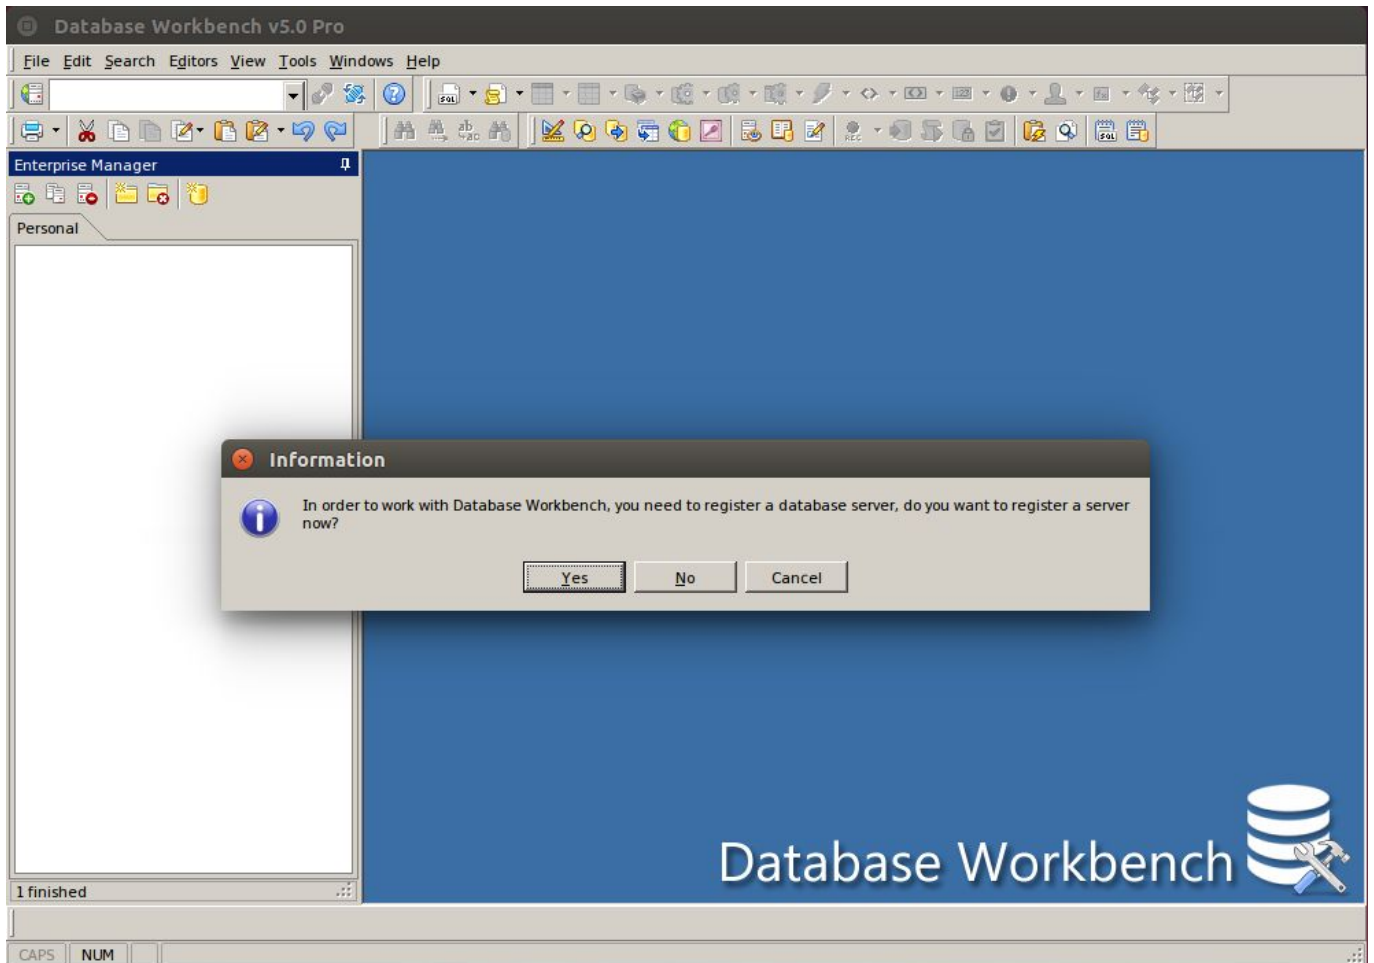 Database Workbench v5.0 Pro
File Edit Search Editors View Tools Windows Help
Enterprise Manager
Personal
Information
In order to work with Database Workbench, you need to register a database server, do you want to register a server
now?
Yes No Cancel
Database Workbench
1 finished
CAPS NUM